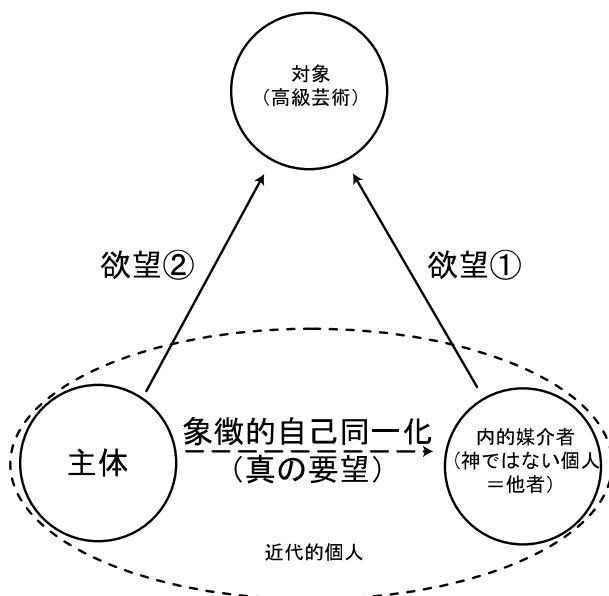 対象
（高級芸術）
欲望②
欲望①
象徴的自己同一化
（真の要望）
主体
内的媒介者
（神ではない個人
＝他者）
近代的個人